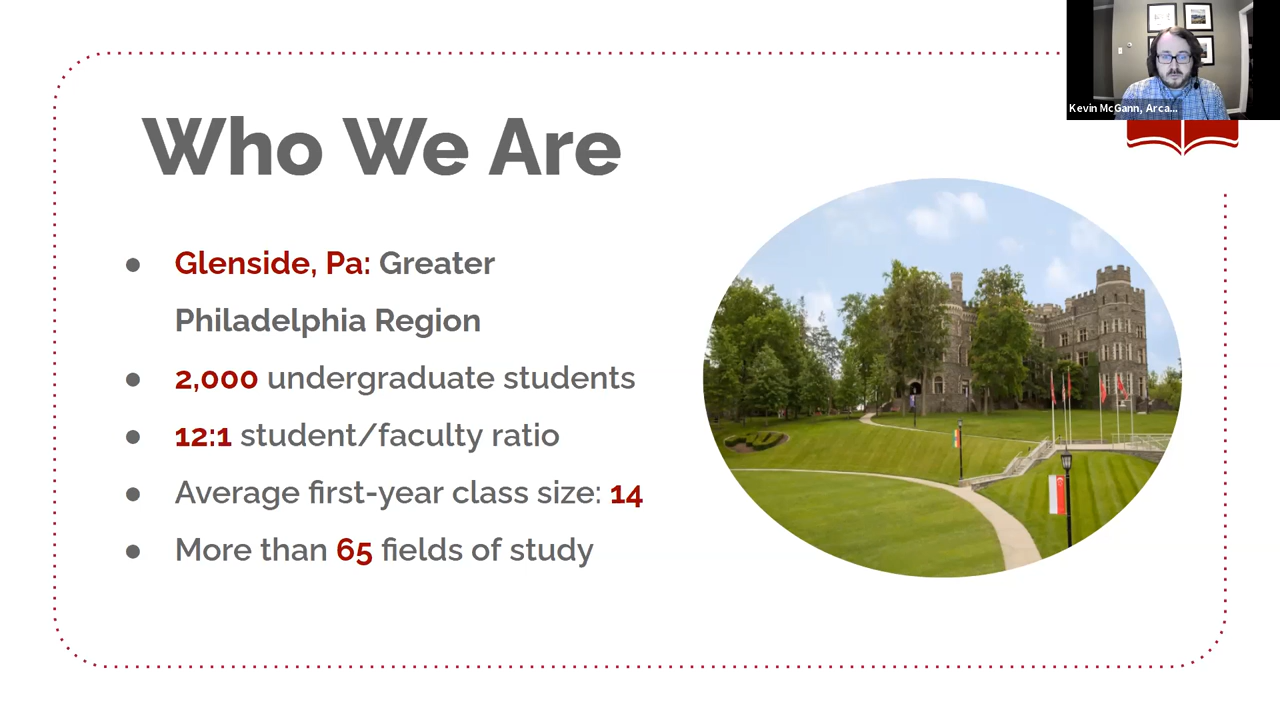 Kevin McGann, Arca...
Who We Are
● Glenside, Pa: Greater
Philadelphia Region
● 2,000 undergraduate students
● 12:1 student/faculty ratio
● Average first-year class size: 14
● More than 65 fields of study